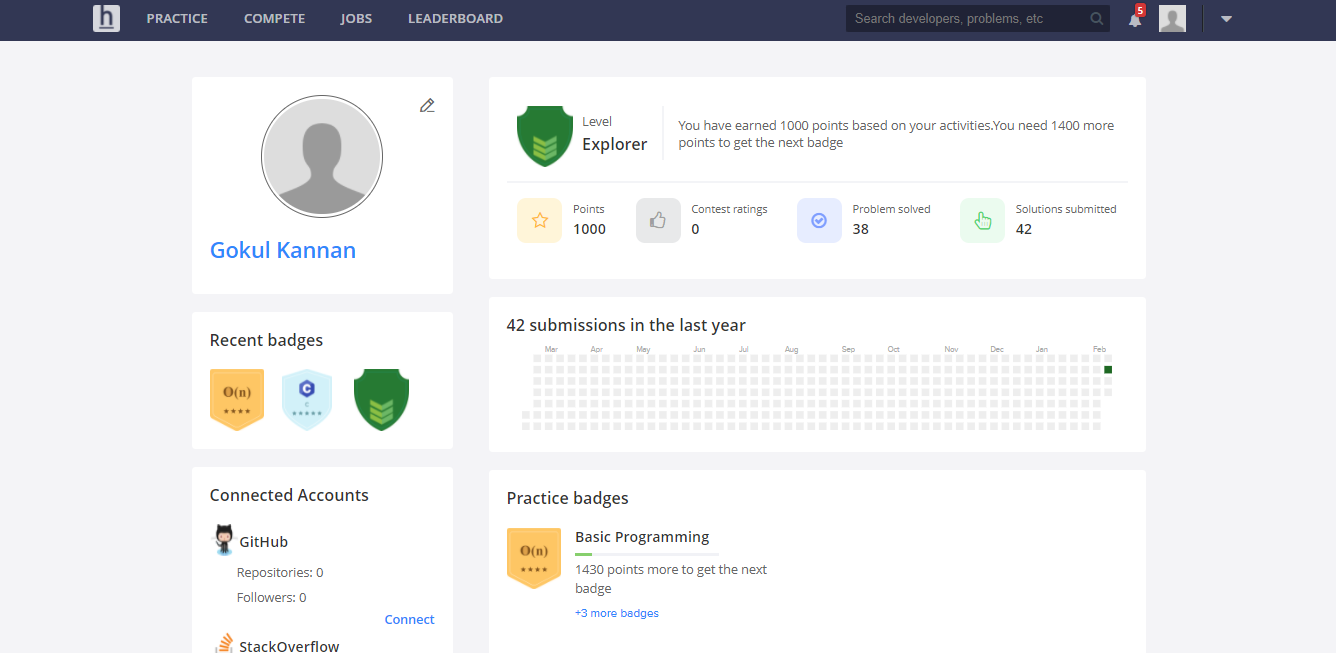 h PRACTICE COMPETE JOBS LEADERBOARD Search developers, problems, etc 5
Gokul Kannan
Level
Explorer
You have earned 1000 points based on your activities.You need 1400 more
points to get the next badge
Points
1000
Contest ratings
0
Problem solved
38
Solutions submitted
42
Recent badges
O(n)
C
C
42 submissions in the last year
Mar Apr May Jun Jul Aug Sep Oct Nov Dec Jan Feb
Connected Accounts
GitHub
Repositories: 0
Followers: 0
Connect
StackOverflow
Practice badges
O(n)
Basic Programming
1430 points more to get the next
badge
+3 more badges